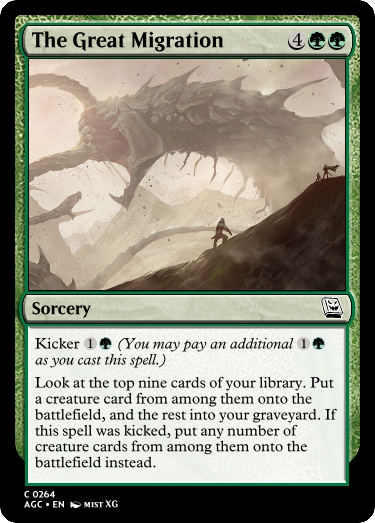 The Great Migration 4
Sorcery
Kicker 1 (You may pay an additional 1
as you cast this spell.)
Look at the top nine cards of your library. Put
a creature card from among them onto the
battlefield, and the rest into your graveyard. If
this spell was kicked, put any number of
creature cards from among them onto the
battlefield instead.
C 0264
AGC • EN MIST XG